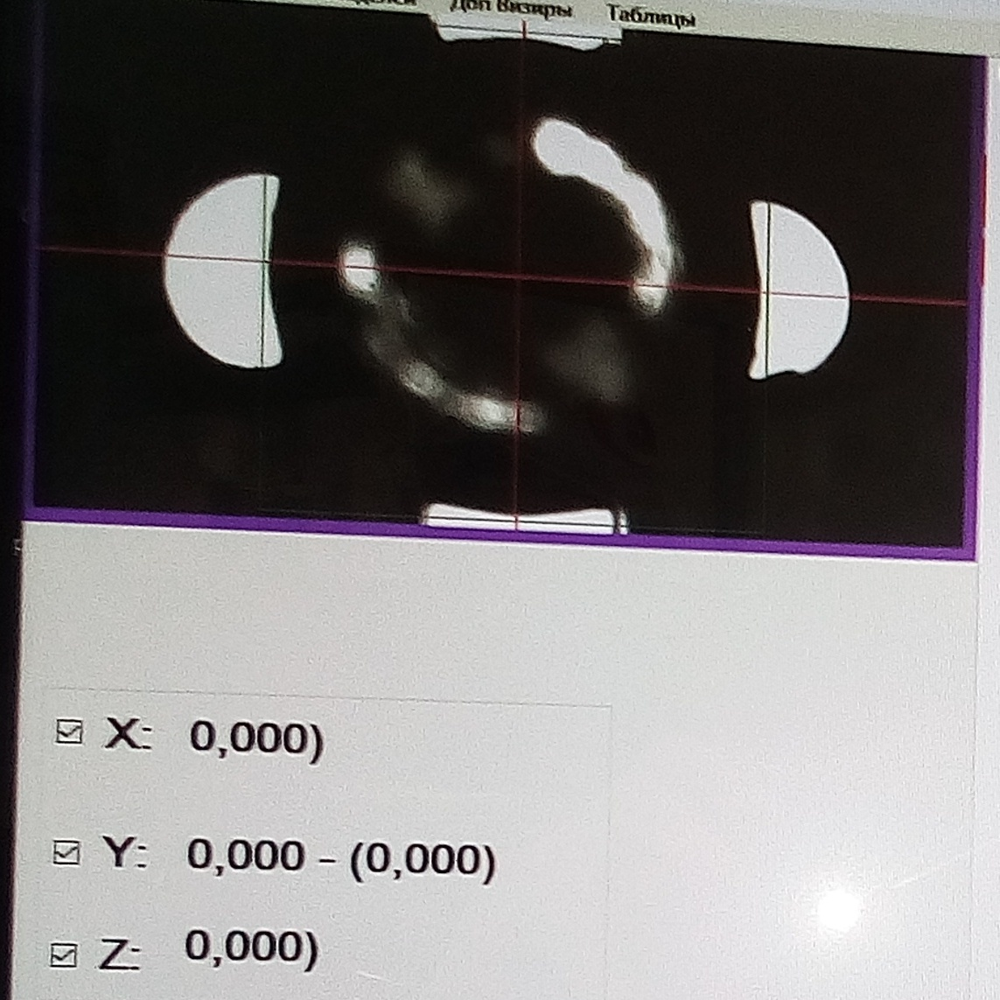 Доп Визиры Таблицы
X: 0,000)
Y: 0,000 - (0,000)
Z: 0,000)